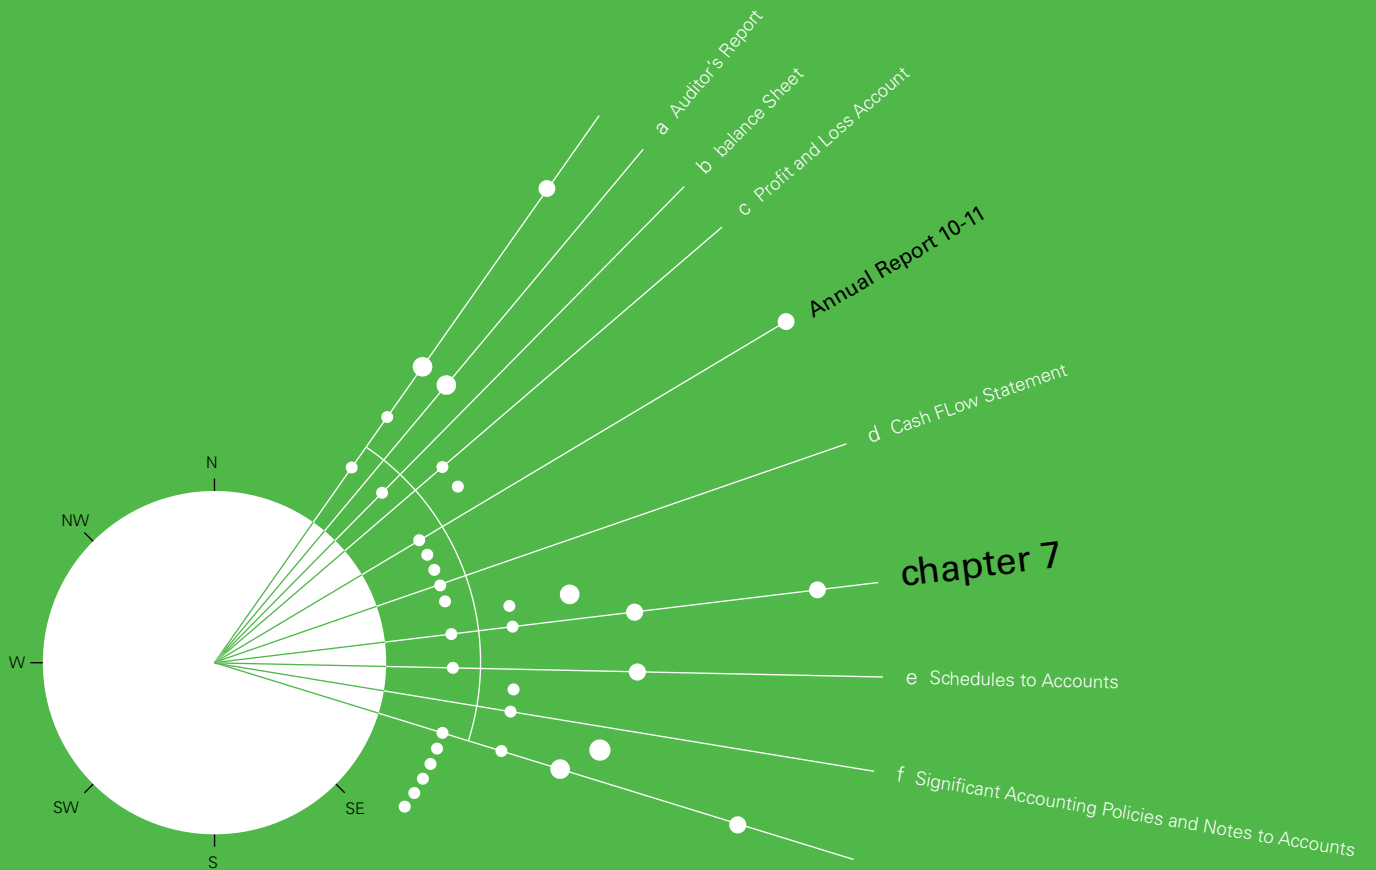 a Auditor's Report
b balance Sheet
c Profit and Loss Account
Annual Report 10-11
d Cash FLow Statement
chapter 7
e Schedules to Accounts
f Significant Accounting Policies and Notes to Accounts
N
NW
W
SW
S
SE